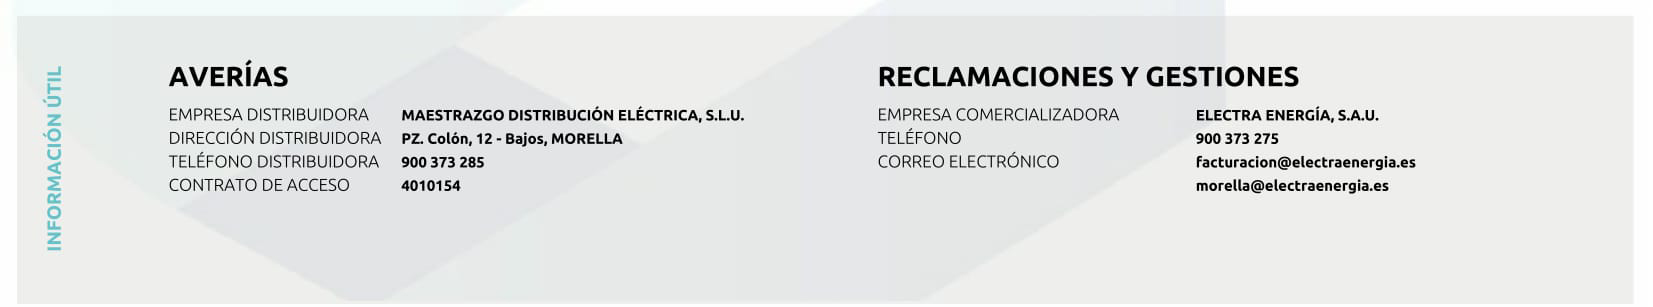 INFORMACIÓN ÚTIL
AVERÍAS
EMPRESA DISTRIBUIDORA MAESTRAZGO DISTRIBUCIÓN ELÉCTRICA, S.L.U.
DIRECCIÓN DISTRIBUIDORA PZ. Colón, 12 - Bajos, MORELLA
TELÉFONO DISTRIBUIDORA 900 373 285
CONTRATO DE ACCESO 4010154
RECLAMACIONES Y GESTIONES
EMPRESA COMERCIALIZADORA ELECTRA ENERGÍA, S.A.U.
TELÉFONO 900 373 275
CORREO ELECTRÓNICO facturacion@electraenergia.es
morella@electraenergia.es